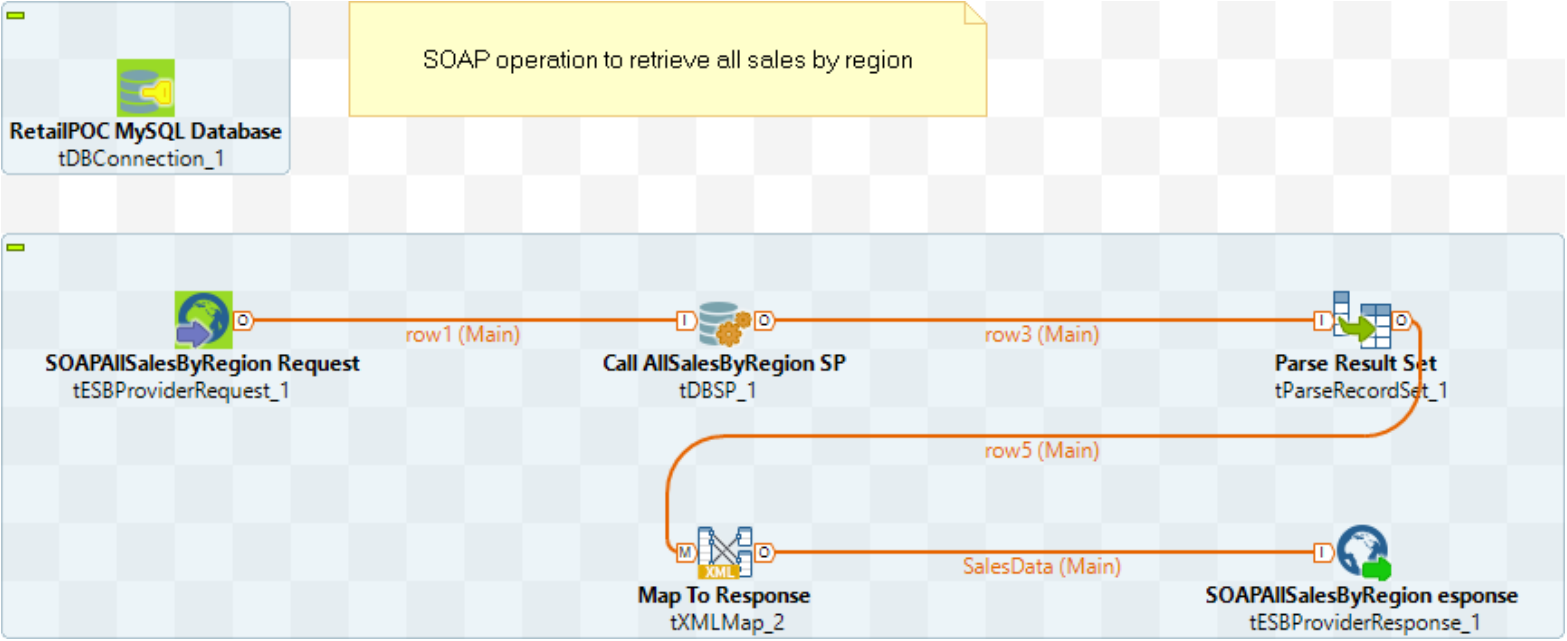 SOAP operation to retrieve all sales by region
RetailPOC MySQL Database
tDBConnection_1
O
row1 (Main)
I
O
row3 (Main)
I
O
SOAPAllSalesByRegion Request
tESBProviderRequest_1
Call AllSalesByRegion SP
tDBSP_1
Parse Result Set
tParseRecordSet_1
row5 (Main)
M
XML
O
SalesData (Main)
I
Map To Response
tXMLMap_2
SOAPAllSalesByRegion esponse
tESBProviderResponse_1